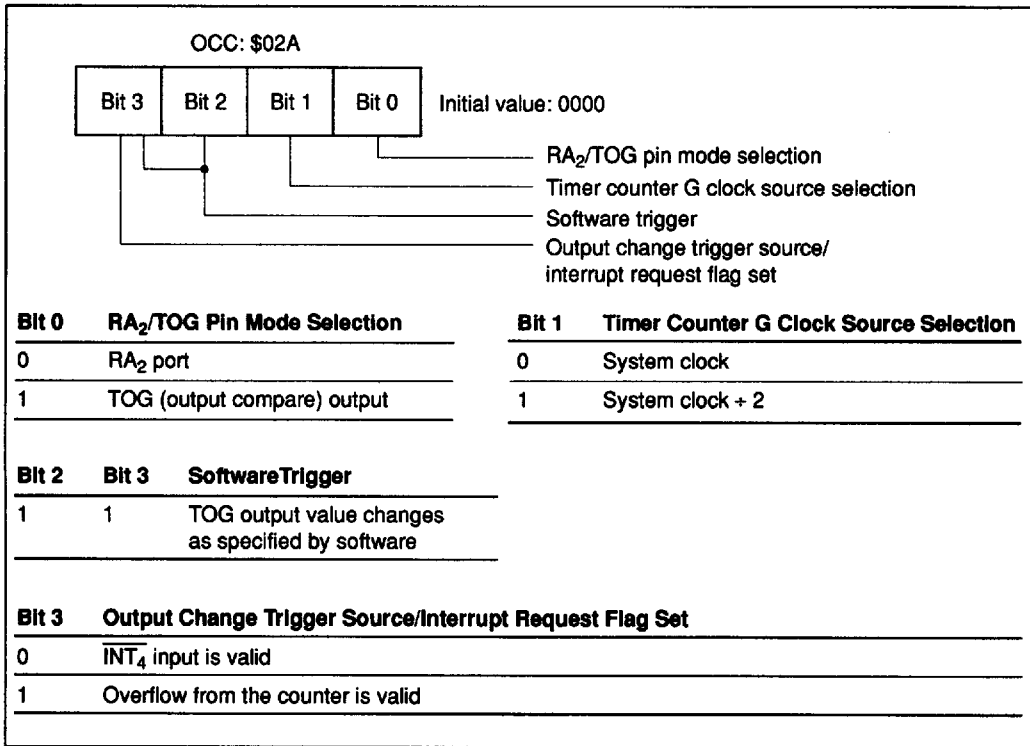 OCC: $02A
Bit 3 Bit 2 Bit 1 Bit 0 Initial value: 0000
RA₂/TOG pin mode selection
Timer counter G clock source selection
Software trigger
Output change trigger source/
interrupt request flag set
Bit 0 RA₂/TOG Pin Mode Selection
0 RA₂ port
1 TOG (output compare) output
Bit 1 Timer Counter G Clock Source Selection
0 System clock
1 System clock ÷ 2
Bit 2 Bit 3 SoftwareTrigger
1 1 TOG output value changes
as specified by software
Bit 3 Output Change Trigger Source/Interrupt Request Flag Set
0 I̅N̅T̅₄̅ input is valid
1 Overflow from the counter is valid